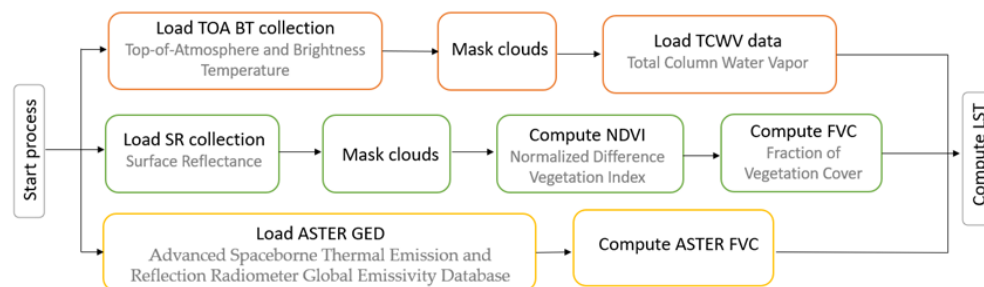 Start process
Load TOA BT collection
Top-of-Atmosphere and Brightness
Temperature
Mask clouds
Load TCWV data
Total Column Water Vapor
Load SR collection
Surface Reflectance
Mask clouds
Compute NDVI
Normalized Difference
Vegetation Index
Compute FVC
Fraction of
Vegetation Cover
Load ASTER GED
Advanced Spaceborne Thermal Emission and
Reflection Radiometer Global Emissivity Database
Compute ASTER FVC
Compute LST